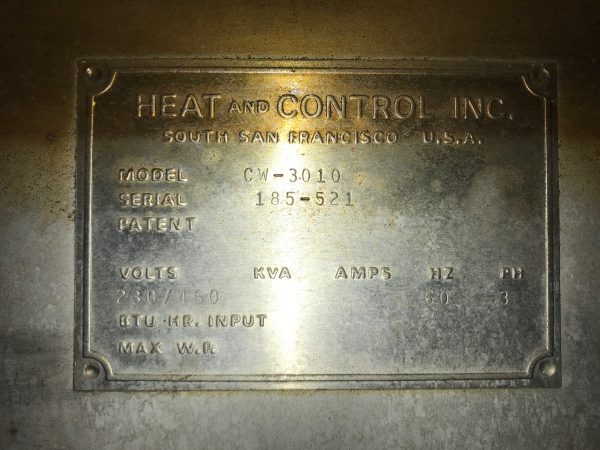 HEAT AND CONTROL INC.
SOUTH SAN FRANCISCO U.S.A.
MODEL CW-3010
SERIAL 185-521
PATENT
VOLTS KVA AMPS HZ PH
230/460 60 3
BTU-HR. INPUT
MAX W.P.